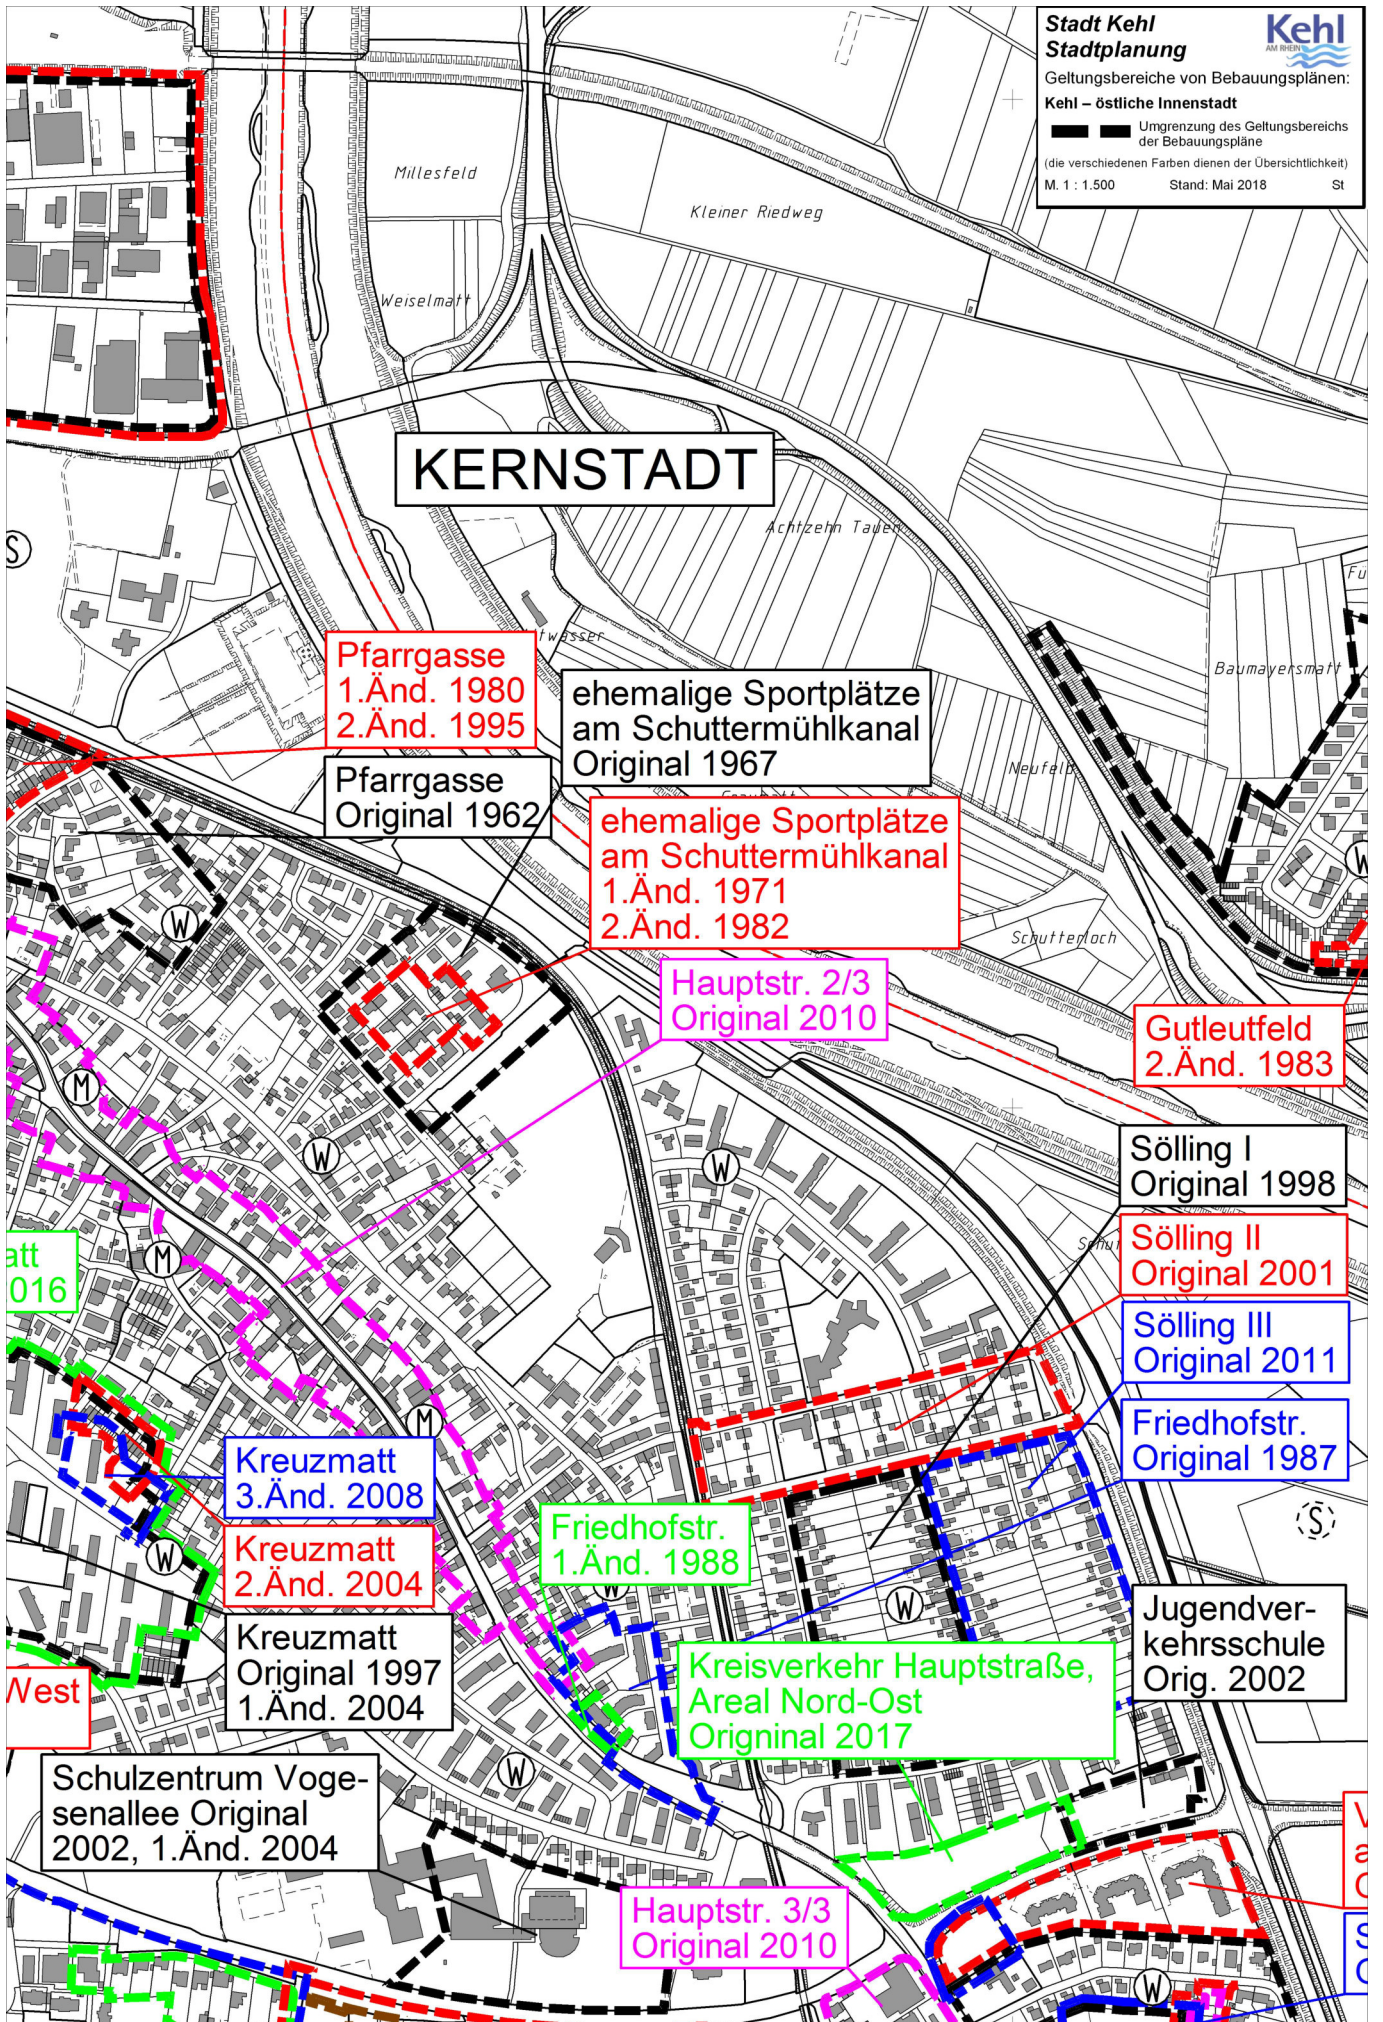 Stadt Kehl
Stadtplanung
Kehl
AM RHEIN
Geltungsbereiche von Bebauungsplänen:
Kehl – östliche Innenstadt
Umgrenzung des Geltungsbereichs
der Bebauungspläne
(die verschiedenen Farben dienen der Übersichtlichkeit)
M. 1 : 1.500 Stand: Mai 2018 St
Millesfeld
Kleiner Riedweg
Weiselmatt
KERNSTADT
Achtzehn Tauen
S
Baumayersmatt
Pfarrgasse
1.Änd. 1980
2.Änd. 1995
ehemalige Sportplätze
am Schuttermühlkanal
Original 1967
Pfarrgasse
Original 1962
Neufeld
ehemalige Sportplätze
am Schuttermühlkanal
1.Änd. 1971
2.Änd. 1982
W
W
Schutterloch
Hauptstr. 2/3
Original 2010
Gutleutfeld
2.Änd. 1983
M
W
W
Sölling I
Original 1998
Sölling II
Original 2001
M
att
016
Sölling III
Original 2011
Friedhofstr.
Original 1987
M
Kreuzmatt
3.Änd. 2008
S
Friedhofstr.
1.Änd. 1988
Kreuzmatt
2.Änd. 2004
W
W
W
Jugendver-
kehrsschule
Orig. 2002
Kreuzmatt
Original 1997
1.Änd. 2004
Kreisverkehr Hauptstraße,
Areal Nord-Ost
Origninal 2017
West
W
Schulzentrum Voge-
senallee Original
2002, 1.Änd. 2004
Hauptstr. 3/3
Original 2010
W